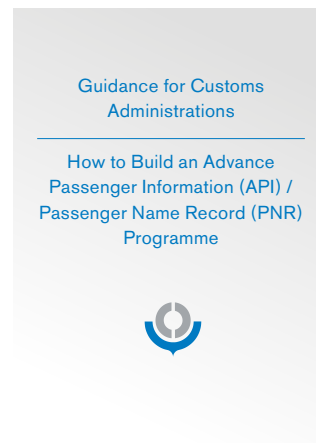 Guidance for Customs
Administrations
How to Build an Advance
Passenger Information (API) /
Passenger Name Record (PNR)
Programme